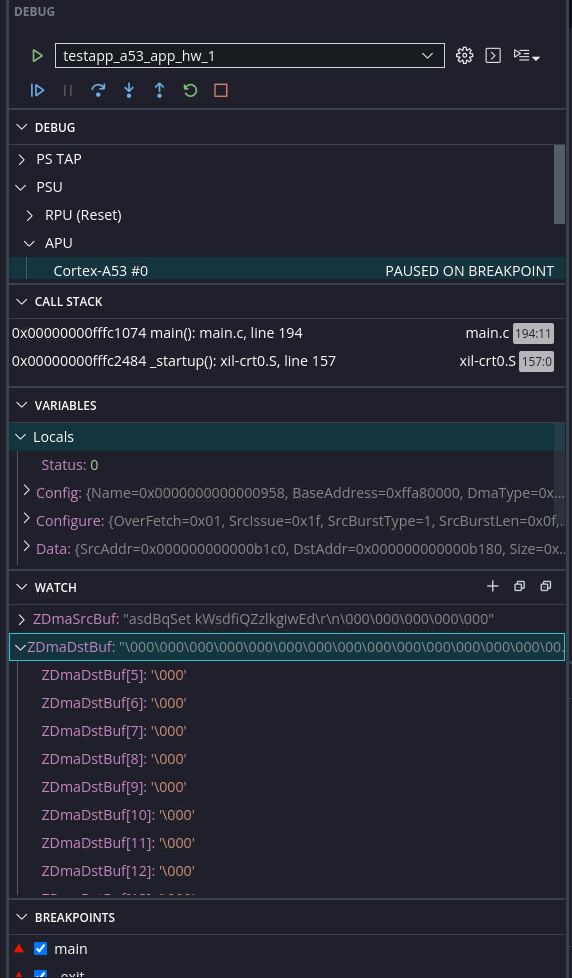 DEBUG
testapp_a53_app_hw_1
DEBUG
PS TAP
PSU
RPU (Reset)
APU
Cortex-A53 #0 PAUSED ON BREAKPOINT
CALL STACK
0x00000000fffc1074 main(): main.c, line 194 main.c 194:11
0x00000000fffc2484 _startup(): xil-crt0.S, line 157 xil-crt0.S 157:0
VARIABLES
Locals
Status: 0
Config: {Name=0x0000000000000958, BaseAddress=0xffa80000, DmaType=0x...
Configure: {OverFetch=0x01, SrcIssue=0x1f, SrcBurstType=1, SrcBurstLen=0x0f,...
Data: {SrcAddr=0x000000000000b1c0, DstAddr=0x000000000000b180, Size=0x...
WATCH
ZDmaSrcBuf: "asdBqSet kWsdfiQZzlkgiwEd\r\n\000\000\000\000\000"
ZDmaDstBuf: "\000\000\000\000\000\000\000\000\000\000\000\000\000\000\000\00...
ZDmaDstBuf[5]: '\000'
ZDmaDstBuf[6]: '\000'
ZDmaDstBuf[7]: '\000'
ZDmaDstBuf[8]: '\000'
ZDmaDstBuf[9]: '\000'
ZDmaDstBuf[10]: '\000'
ZDmaDstBuf[11]: '\000'
ZDmaDstBuf[12]: '\000'
BREAKPOINTS
main